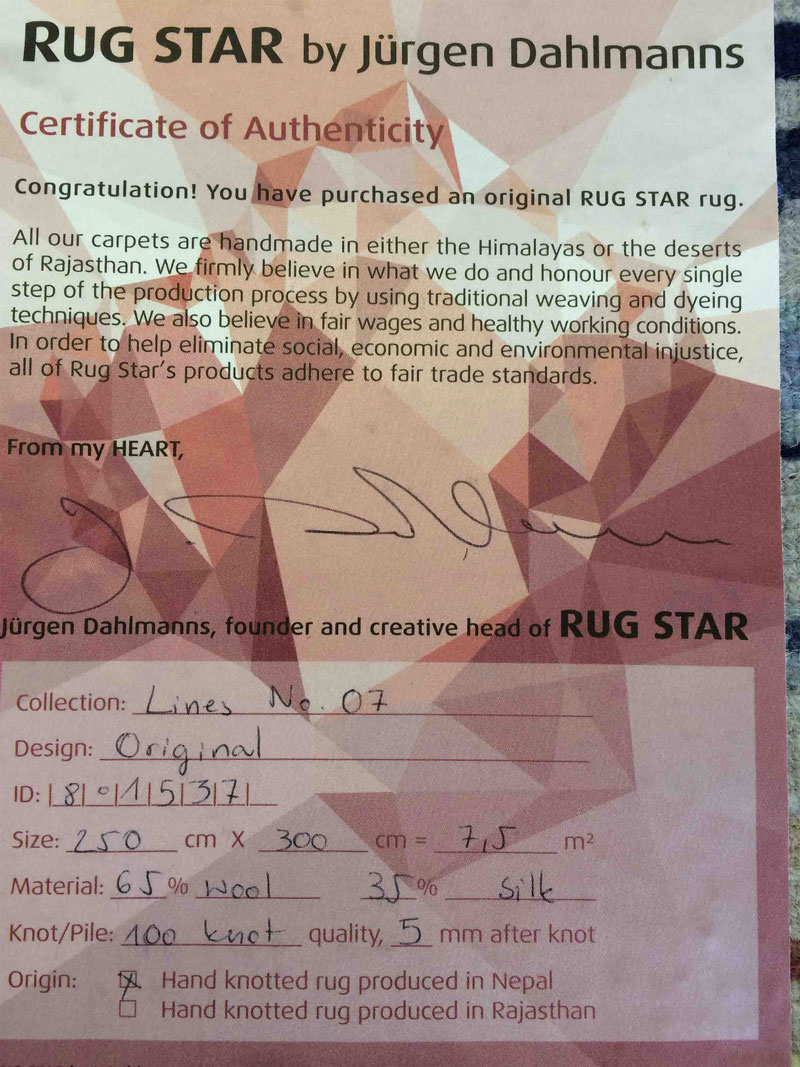 RUG STAR by Jürgen Dahlmanns
Certificate of Authenticity
Congratulation! You have purchased an original RUG STAR rug.
All our carpets are handmade in either the Himalayas or the deserts
of Rajasthan. We firmly believe in what we do and honour every single
step of the production process by using traditional weaving and dyeing
techniques. We also believe in fair wages and healthy working conditions.
In order to help eliminate social, economic and environmental injustice,
all of Rug Star's products adhere to fair trade standards.
From my HEART,
Jürgen Dahlmanns, founder and creative head of RUG STAR
Collection: Lines No. 07
Design: Original
ID: |8|0|1|5|3|7|
Size: 250 cm X 300 cm = 7,5 m²
Material: 65 % Wool 35 % Silk
Knot/Pile: 100 knot quality, 5 mm after knot
Origin: ☒ Hand knotted rug produced in Nepal
☐ Hand knotted rug produced in Rajasthan